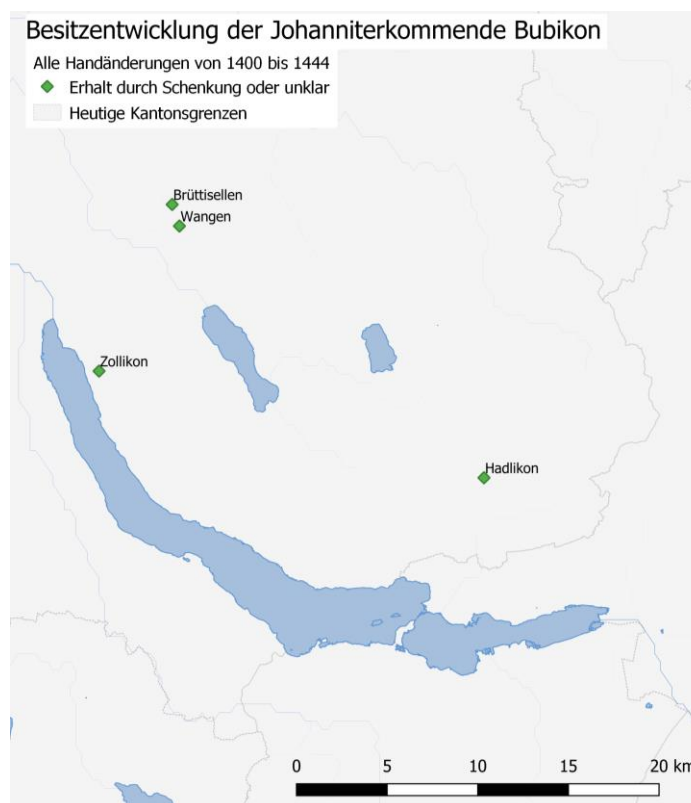 Besitzentwicklung der Johanniterkommende Bubikon
Alle Handänderungen von 1400 bis 1444
Erhalt durch Schenkung oder unklar
Heutige Kantonsgrenzen
Brüttisellen
Wangen
Zollikon
Hadlikon
0 5 10 15 20 km